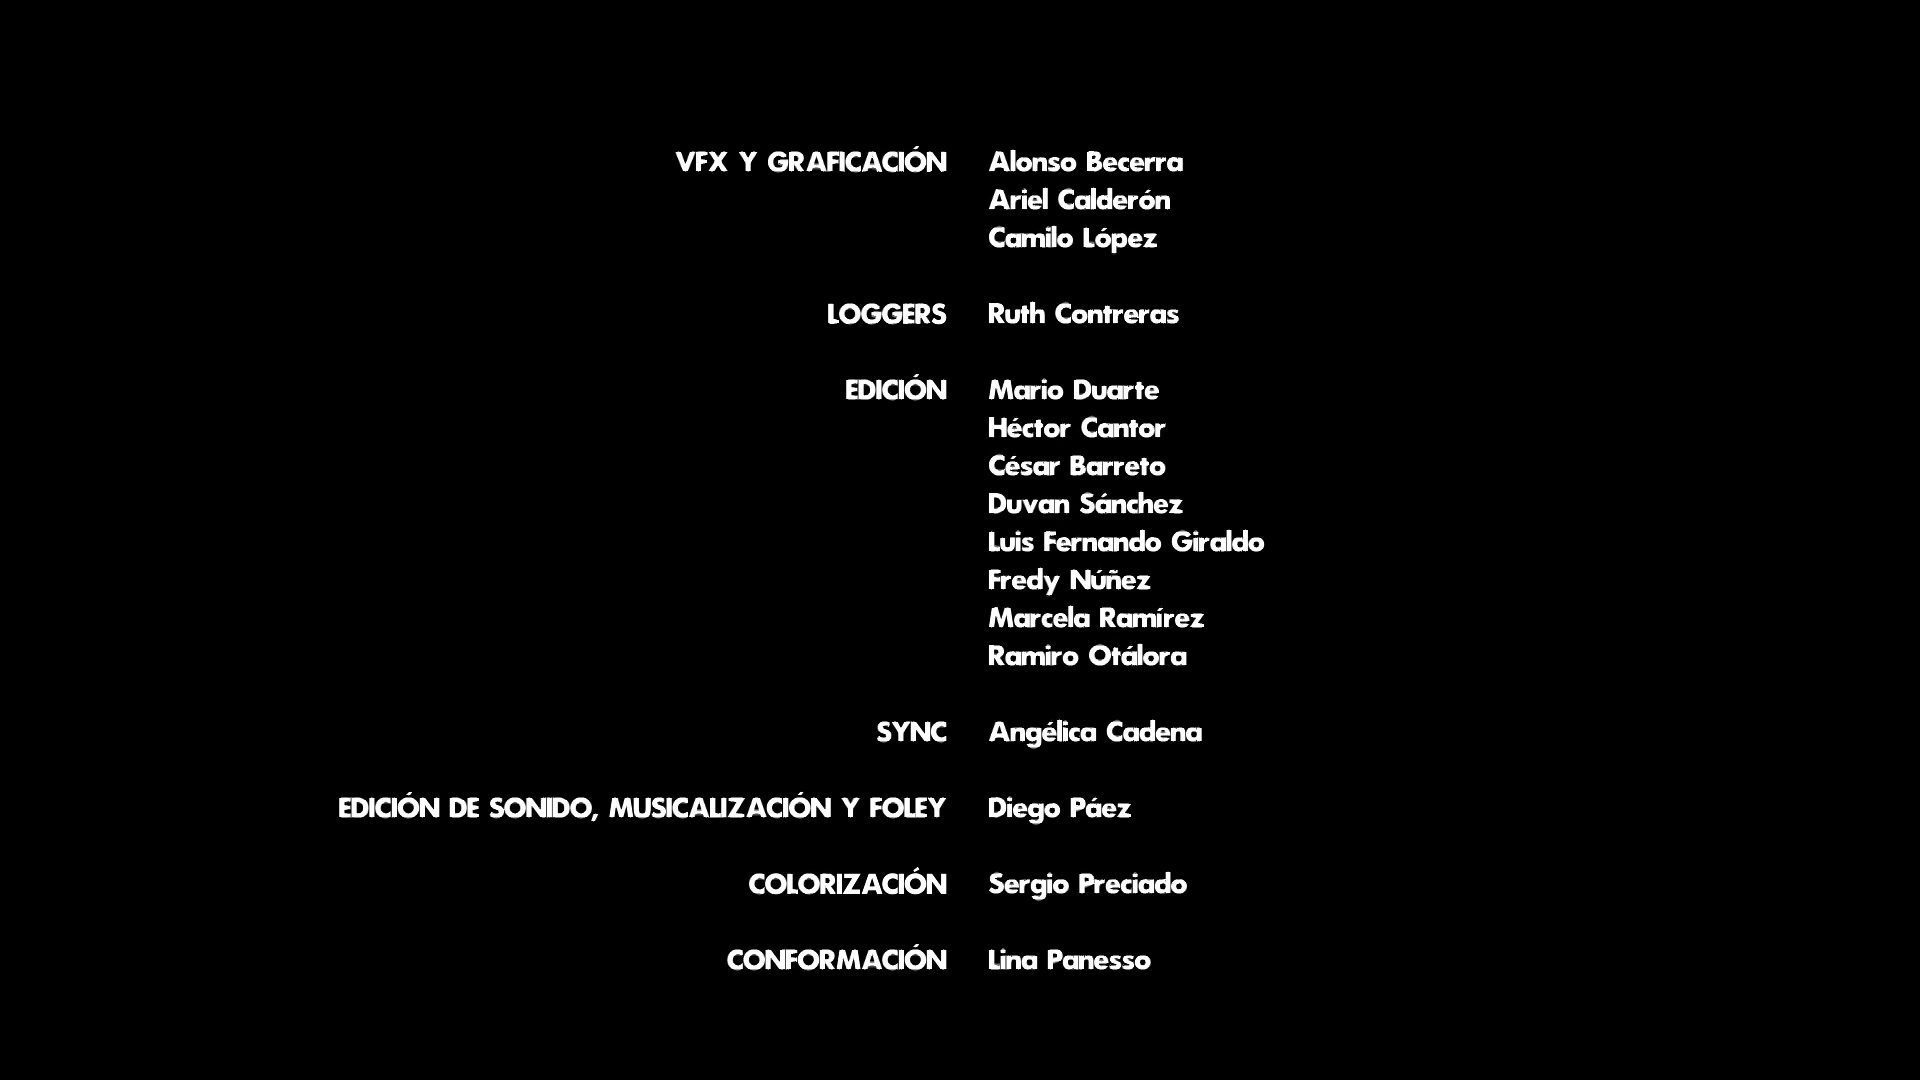 VFX Y GRAFICACIÓN Alonso Becerra
Ariel Calderón
Camilo López
LOGGERS Ruth Contreras
EDICIÓN Mario Duarte
Héctor Cantor
César Barreto
Duvan Sánchez
Luis Fernando Giraldo
Fredy Núñez
Marcela Ramírez
Ramiro Otálora
SYNC Angélica Cadena
EDICIÓN DE SONIDO, MUSICALIZACIÓN Y FOLEY Diego Páez
COLORIZACIÓN Sergio Preciado
CONFORMACIÓN Lina Panesso